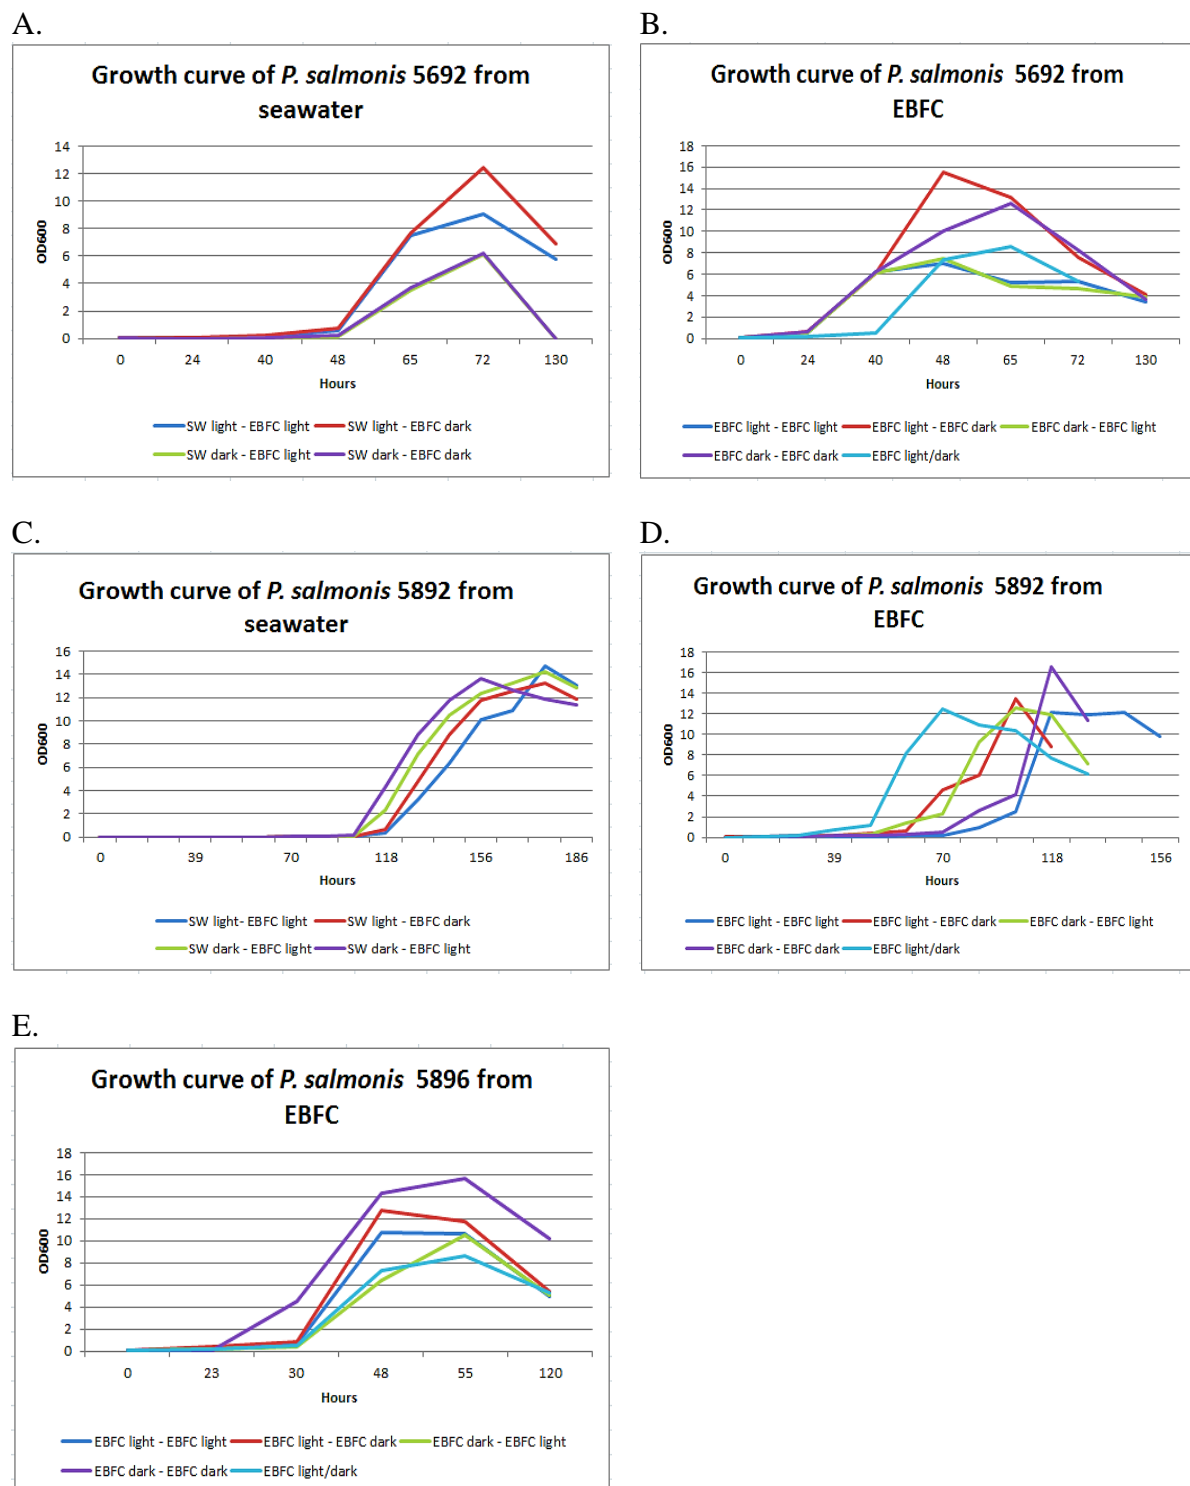 A.
Growth curve of P. salmonis 5692 from
seawater
14
12
10
8
6
4
2
0
OD600
0 24 40 48 65 72 130
Hours
SW light - EBFC light SW light - EBFC dark
SW dark - EBFC light SW dark - EBFC dark
B.
Growth curve of P. salmonis 5692 from
EBFC
18
16
14
12
10
8
6
4
2
0
OD600
0 24 40 48 65 72 130
Hours
EBFC light - EBFC light EBFC light - EBFC dark EBFC dark - EBFC light
EBFC dark - EBFC dark EBFC light/dark
C.
Growth curve of P. salmonis 5892 from
seawater
16
14
12
10
8
6
4
2
0
OD600
0 39 70 118 156 186
Hours
SW light- EBFC light SW light - EBFC dark
SW dark - EBFC light SW dark - EBFC light
D.
Growth curve of P. salmonis 5892 from
EBFC
18
16
14
12
10
8
6
4
2
0
OD600
0 39 70 118 156
Hours
EBFC light - EBFC light EBFC light - EBFC dark EBFC dark - EBFC light
EBFC dark - EBFC dark EBFC light/dark
E.
Growth curve of P. salmonis 5896 from
EBFC
18
16
14
12
10
8
6
4
2
0
OD600
0 23 30 48 55 120
Hours
EBFC light - EBFC light EBFC light - EBFC dark EBFC dark - EBFC light
EBFC dark - EBFC dark EBFC light/dark